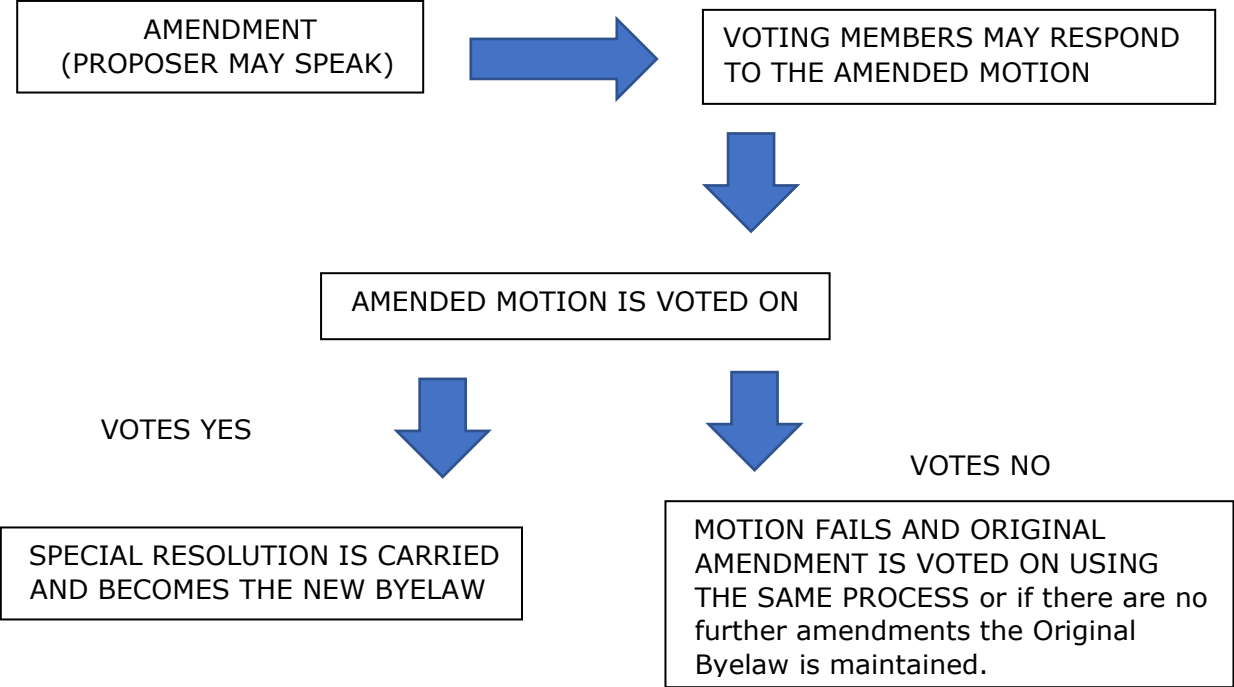 AMENDMENT
(PROPOSER MAY SPEAK)
VOTING MEMBERS MAY RESPOND
TO THE AMENDED MOTION
AMENDED MOTION IS VOTED ON
VOTES YES
VOTES NO
SPECIAL RESOLUTION IS CARRIED
AND BECOMES THE NEW BYELAW
MOTION FAILS AND ORIGINAL
AMENDMENT IS VOTED ON USING
THE SAME PROCESS or if there are no
further amendments the Original
Byelaw is maintained.